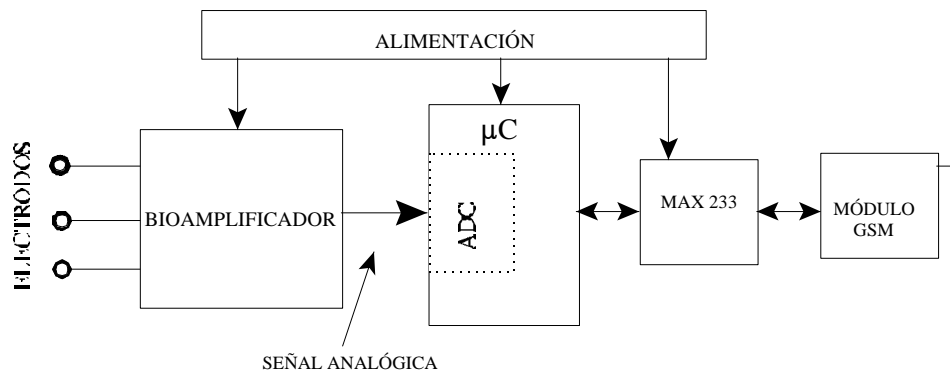 ALIMENTACIÓN
µC
ELECTRODOS
BIOAMPLIFICADOR
ADC
MAX 233
MÓDULO
GSM
SEÑAL ANALÓGICA